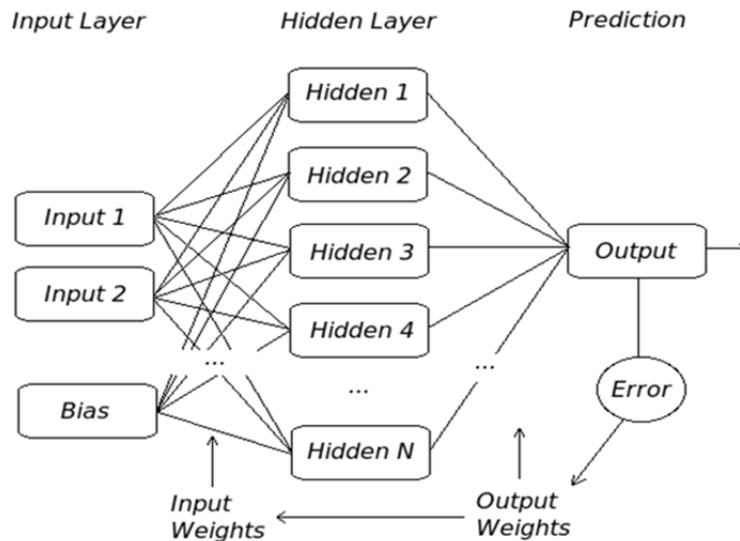 Input Layer
Hidden Layer
Prediction
Hidden 1
Hidden 2
Input 1
Hidden 3
Output
Input 2
Hidden 4
...
...
...
Bias
Error
Hidden N
Input
Weights
Output
Weights